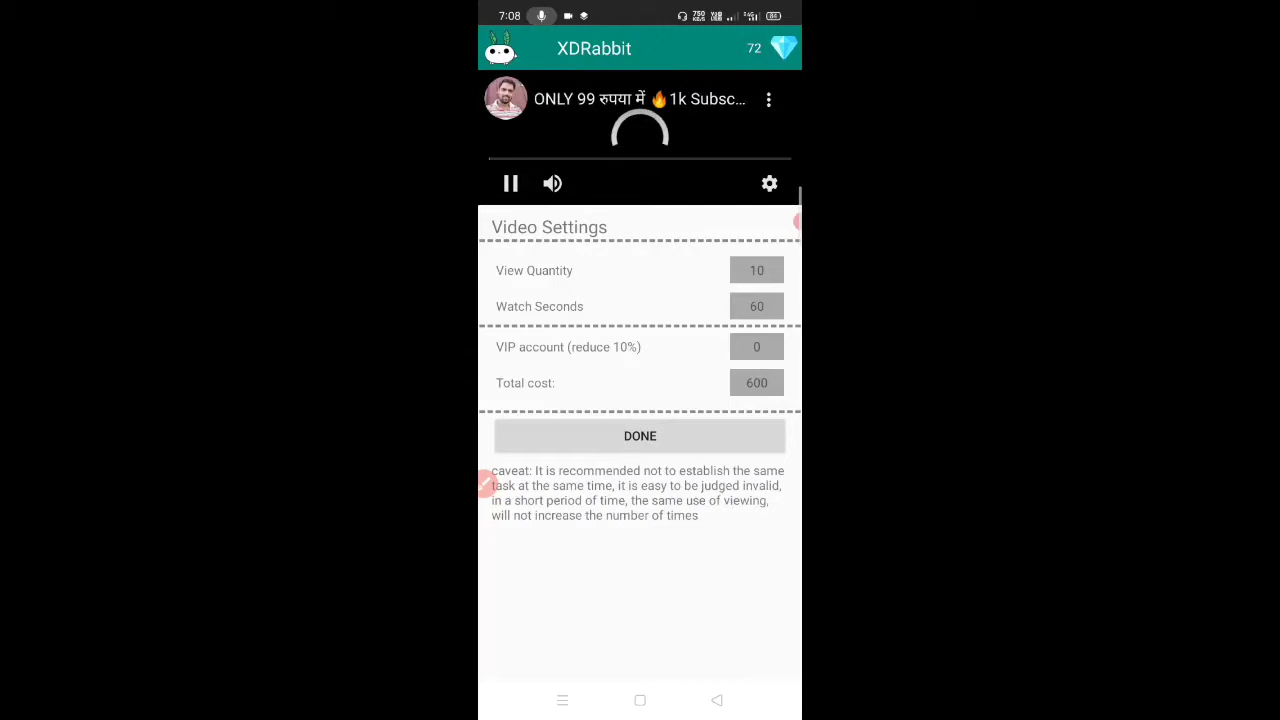 7:08 750 KB/S 84
XDRabbit 72
ONLY 99 रुपया में 🔥1k Subsc...
Video Settings
View Quantity 10
Watch Seconds 60
VIP account (reduce 10%) 0
Total cost: 600
DONE
caveat: It is recommended not to establish the same
task at the same time, it is easy to be judged invalid,
in a short period of time, the same use of viewing,
will not increase the number of times